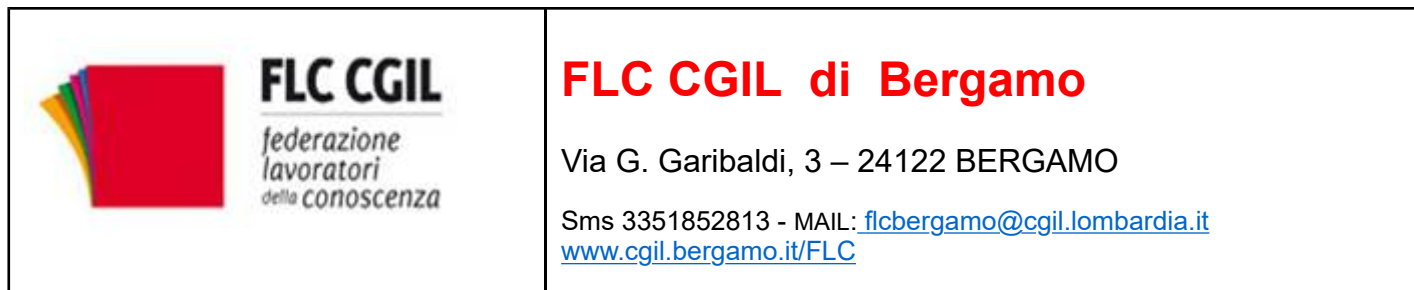 FLC CGIL
federazione
lavoratori
della conoscenza
FLC CGIL di Bergamo
Via G. Garibaldi, 3 – 24122 BERGAMO
Sms 3351852813 - MAIL: flcbergamo@cgil.lombardia.it
www.cgil.bergamo.it/FLC